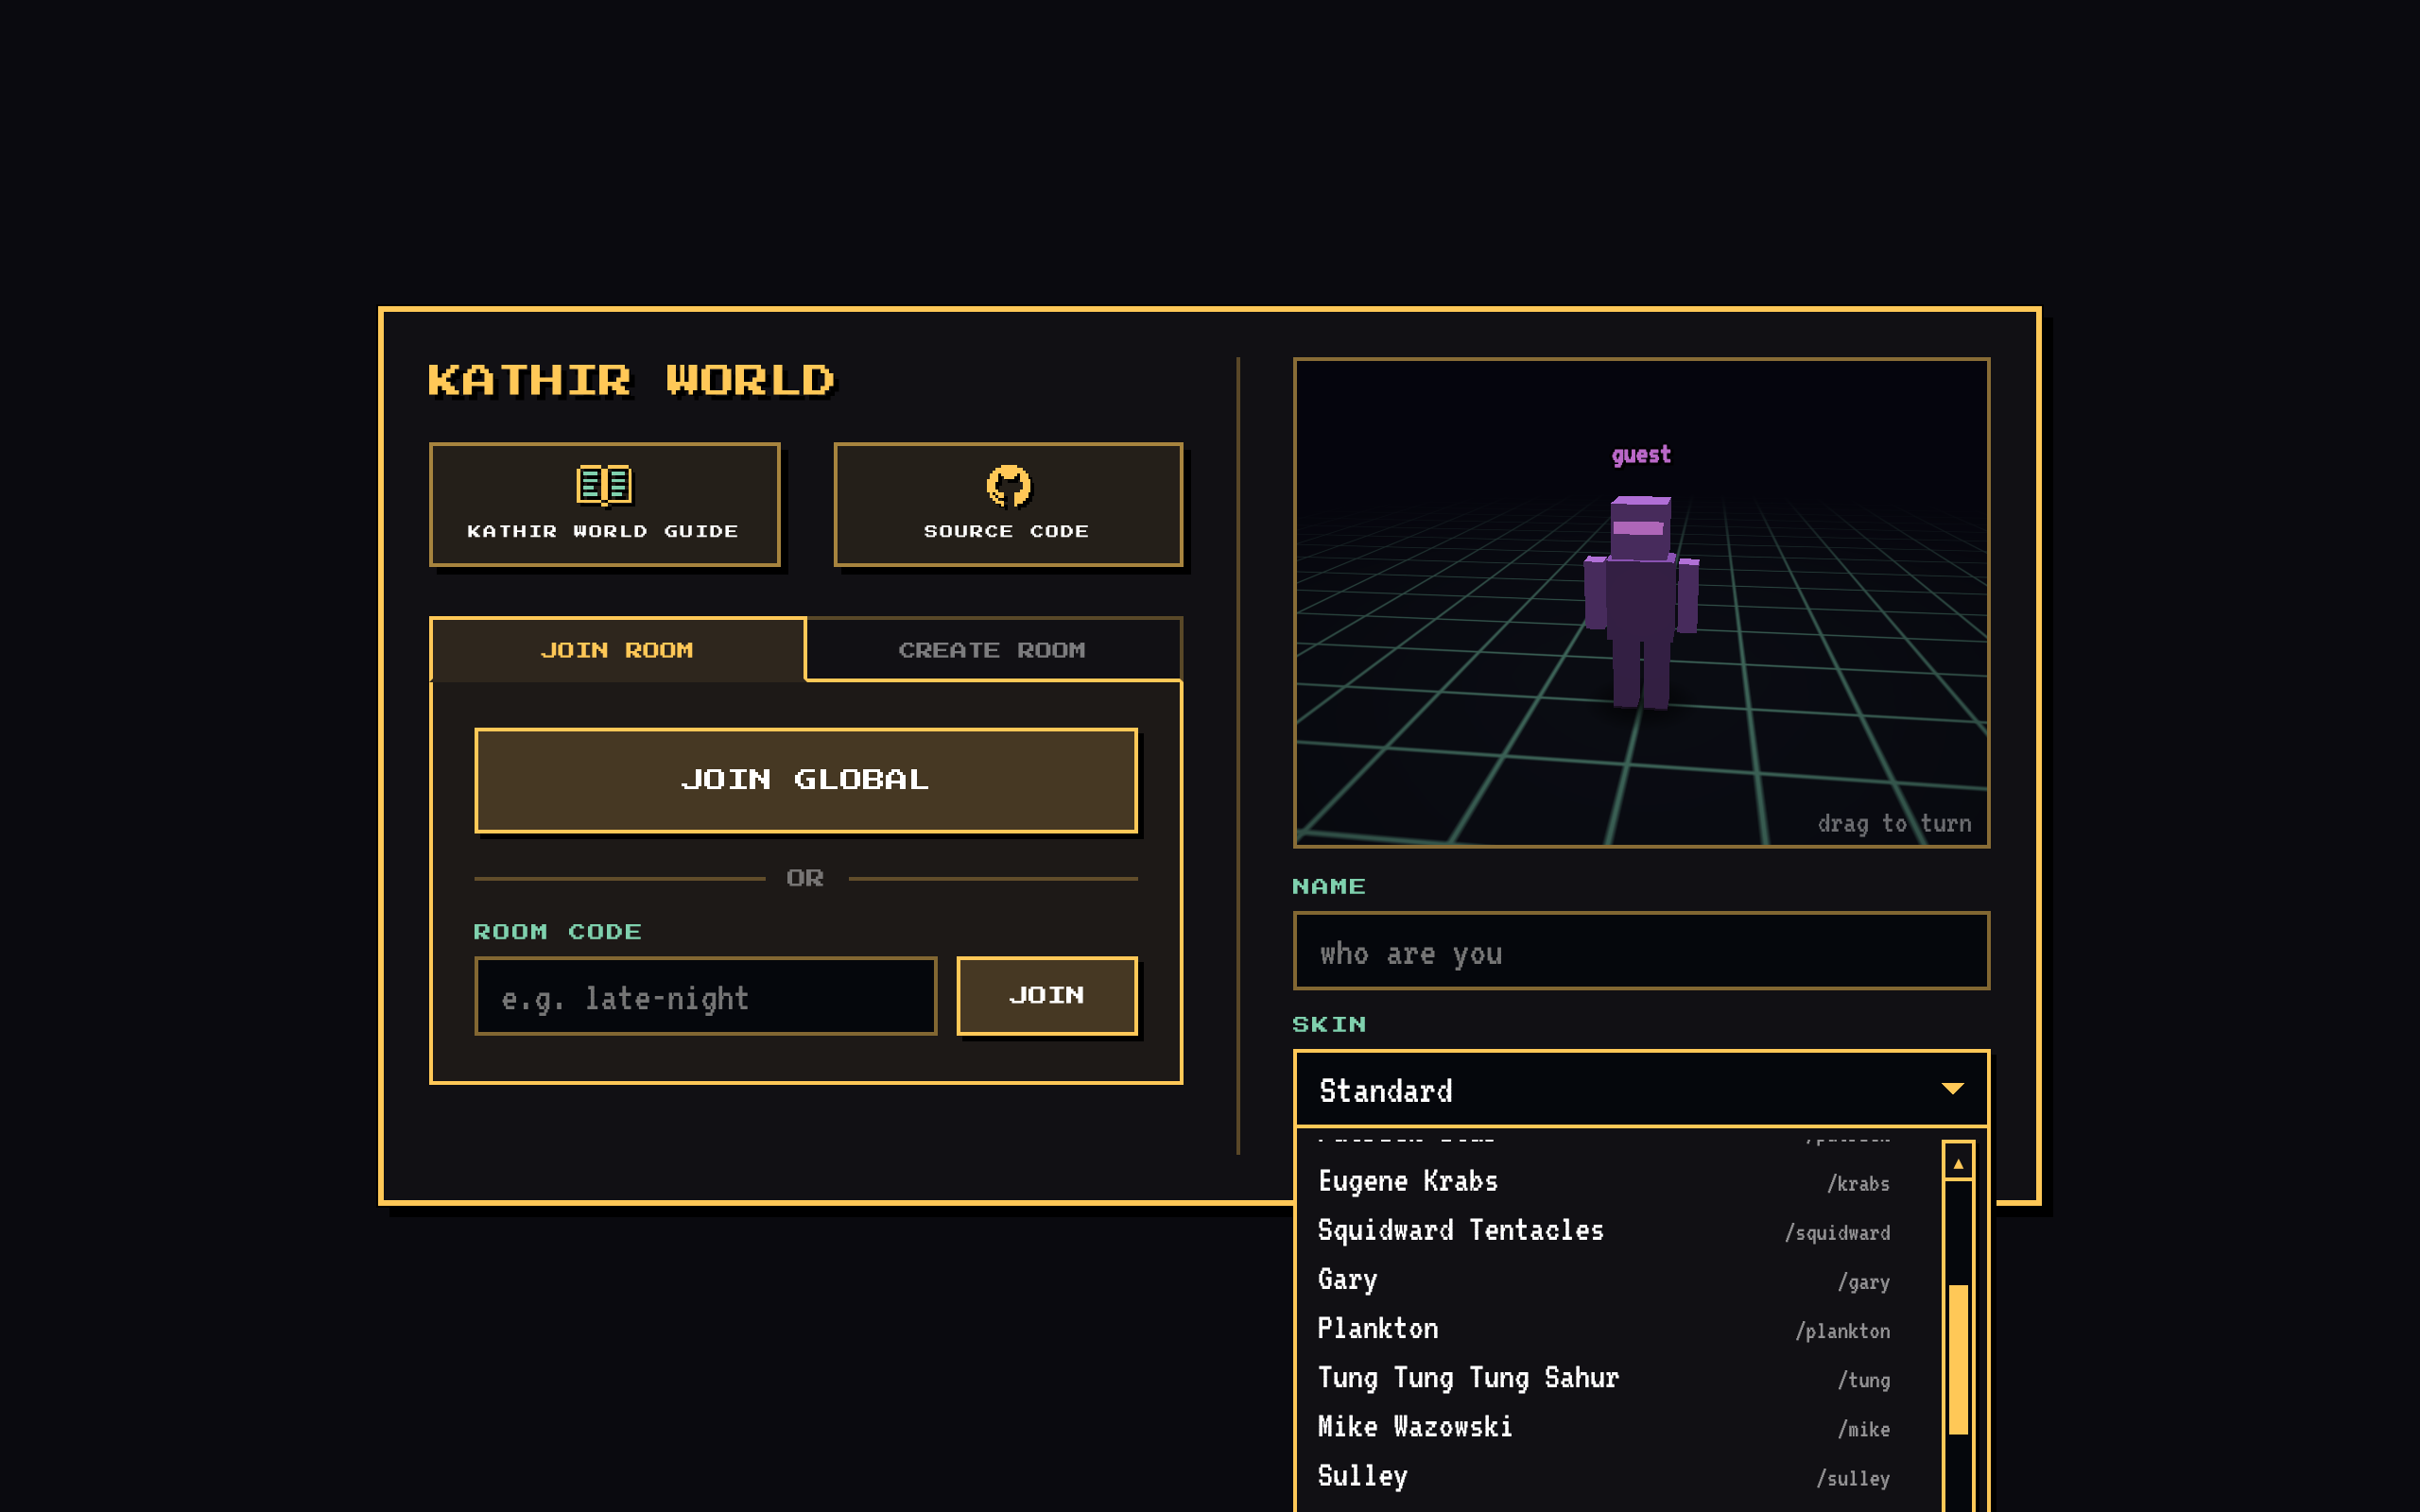 KATHIR WORLD
KATHIR WORLD GUIDE
SOURCE CODE
JOIN ROOM
CREATE ROOM
JOIN GLOBAL
OR
ROOM CODE
e.g. late-night
JOIN
guest
drag to turn
NAME
who are you
SKIN
Standard
Eugene Krabs /krabs
Squidward Tentacles /squidward
Gary /gary
Plankton /plankton
Tung Tung Tung Sahur /tung
Mike Wazowski /mike
Sulley /sulley